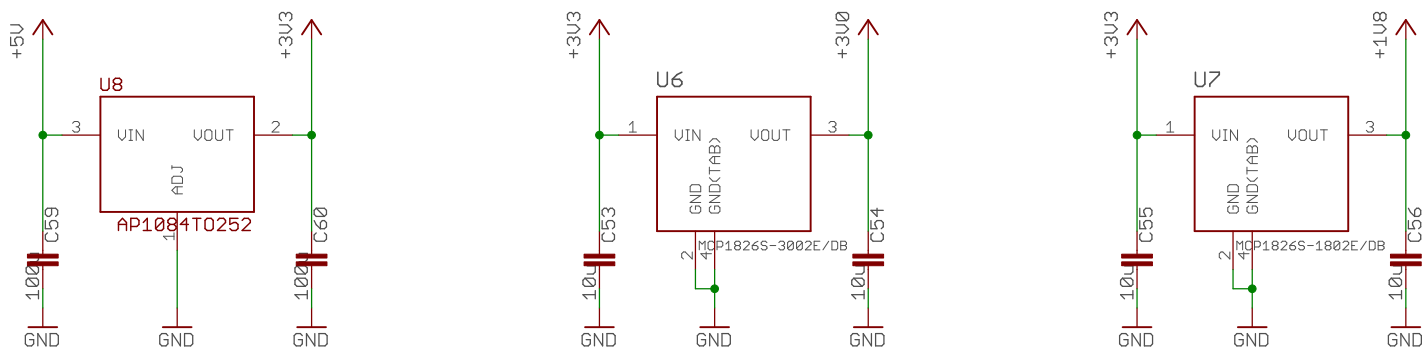 +5V
+3V3
U8
3
VIN
VOUT
2
ADJ
AP1084TO252
1
C59
100u
C60
100u
GND
GND
GND
+3V3
+3V0
U6
1
VIN
VOUT
3
GND
GND(TAB)
MCP1826S-3002E/DB
2
4
C53
10u
C54
10u
GND
GND
GND
+3V3
+1V8
U7
1
VIN
VOUT
3
GND
GND(TAB)
MCP1826S-1802E/DB
2
4
C55
10u
C56
10u
GND
GND
GND